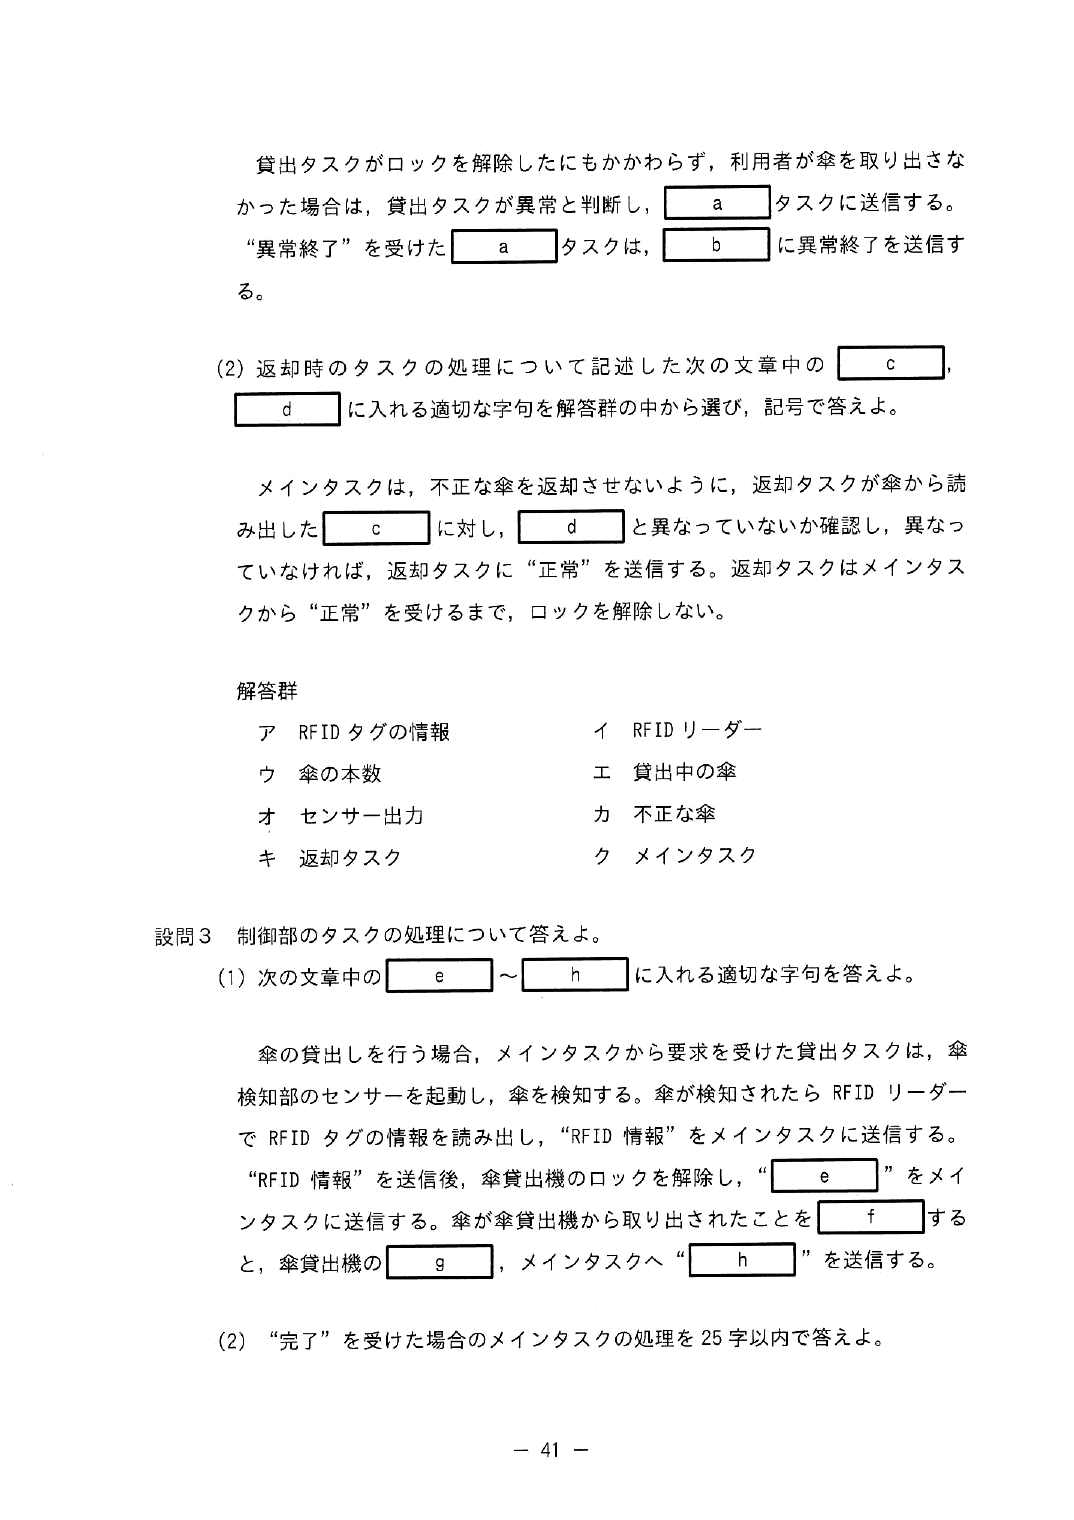 貸出タスクがロックを解除したにもかかわらず，利用者が傘を取り出さな
かった場合は，貸出タスクが異常と判断し， a タスクに送信する。
“異常終了”を受けた a タスクは， b に異常終了を送信す
る。
(2) 返却時のタスクの処理について記述した次の文章中の c ，
d に入れる適切な字句を解答群の中から選び，記号で答えよ。
メインタスクは，不正な傘を返却させないように，返却タスクが傘から読
み出した c に対し， d と異なっていないか確認し，異なっ
ていなければ，返却タスクに“正常”を送信する。返却タスクはメインタス
クから“正常”を受けるまで，ロックを解除しない。
解答群
ア RFID タグの情報 イ RFID リーダー
ウ 傘の本数 エ 貸出中の傘
オ センサー出力 カ 不正な傘
キ 返却タスク ク メインタスク
設問3 制御部のタスクの処理について答えよ。
(1) 次の文章中の e ～ h に入れる適切な字句を答えよ。
傘の貸出しを行う場合，メインタスクから要求を受けた貸出タスクは，傘
検知部のセンサーを起動し，傘を検知する。傘が検知されたら RFID リーダー
で RFID タグの情報を読み出し，“RFID 情報”をメインタスクに送信する。
“RFID 情報”を送信後，傘貸出機のロックを解除し，“ e ”をメイ
ンタスクに送信する。傘が傘貸出機から取り出されたことを f する
と，傘貸出機の g ，メインタスクへ“ h ”を送信する。
(2) “完了”を受けた場合のメインタスクの処理を 25 字以内で答えよ。
― 41 ―